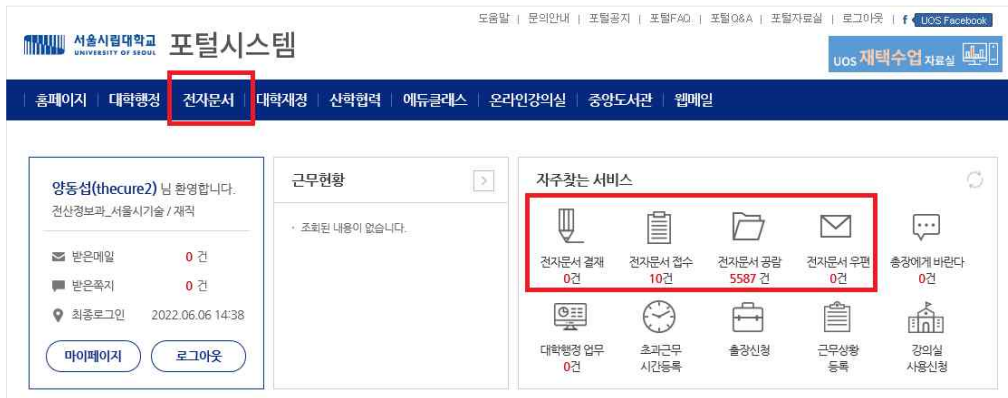 도움말 | 문의안내 | 포털공지 | 포털FAQ | 포털Q&A | 포털자료실 | 로그아웃 | f UOS Facebook
서울시립대학교 포털시스템
UNIVERSITY OF SEOUL
UOS 재택수업 자료실
홈페이지 | 대학행정 | 전자문서 | 대학재정 | 산학협력 | 에듀클래스 | 온라인강의실 | 중앙도서관 | 웹메일
양동섭(thecure2) 님 환영합니다.
전산정보과_서울시기술 / 재직
받은메일 0 건
받은쪽지 0 건
최종로그인 2022.06.06 14:38
마이페이지 로그아웃
근무현황
· 조회된 내용이 없습니다.
자주찾는 서비스
전자문서 결재 전자문서 접수 전자문서 공람 전자문서 우편 총장에게 바란다
0건 10건 5587 건 0건 0건
대학행정 업무 초과근무 출장신청 근무상황 강의실
0건 시간등록 등록 사용신청